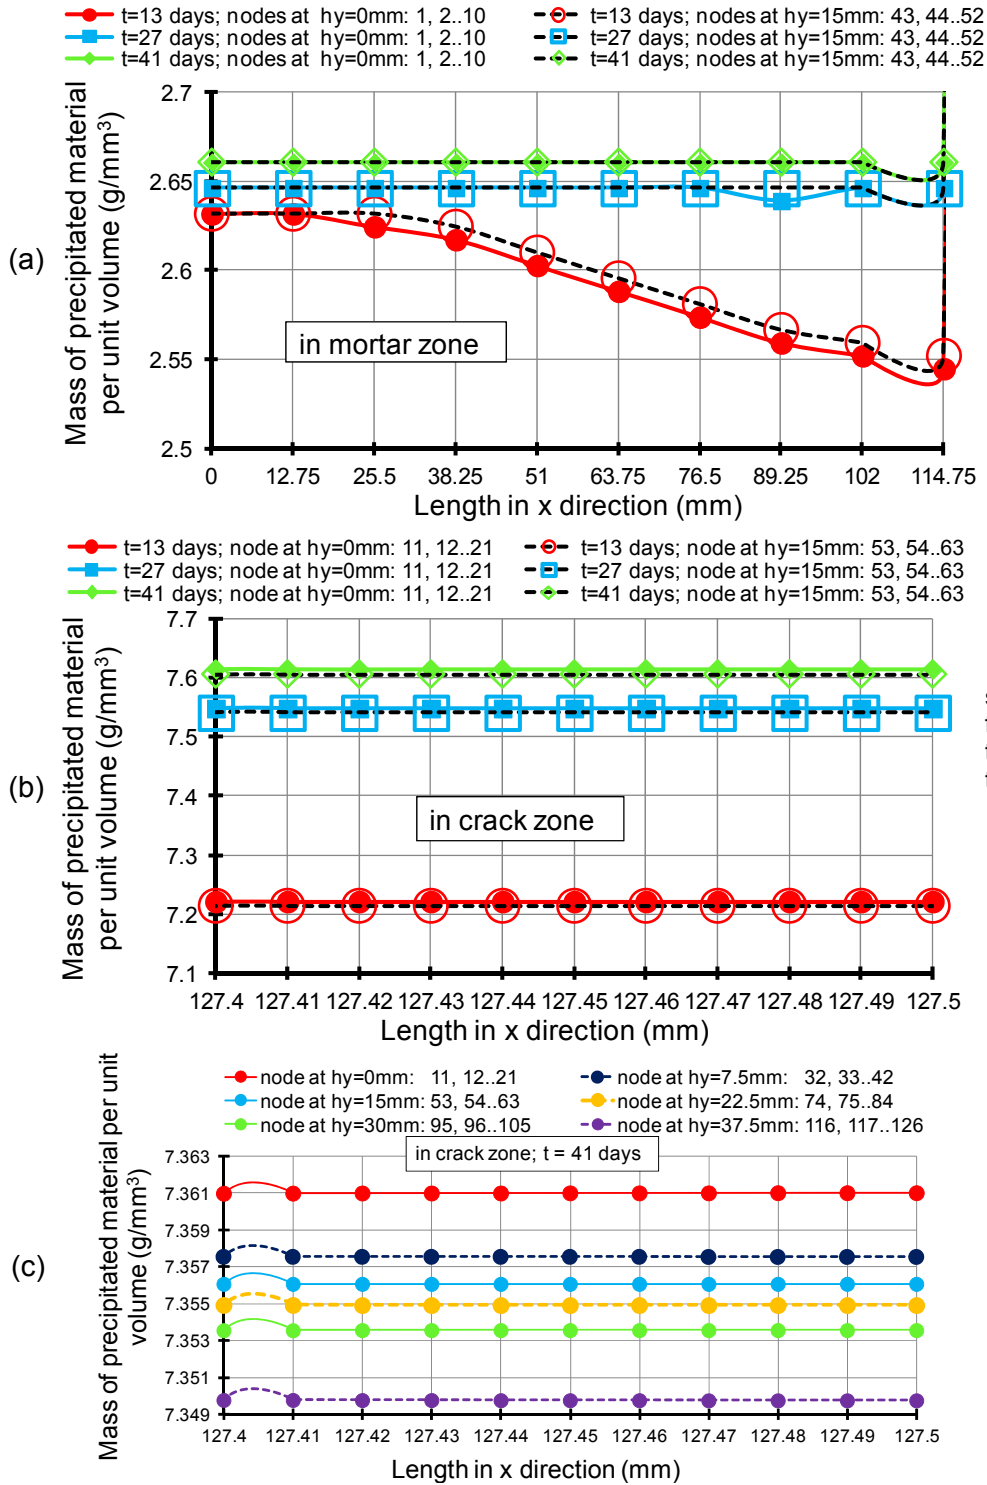 t=13 days; nodes at hy=0mm: 1, 2..10
t=13 days; nodes at hy=15mm: 43, 44..52
t=27 days; nodes at hy=0mm: 1, 2..10
t=27 days; nodes at hy=15mm: 43, 44..52
t=41 days; nodes at hy=0mm: 1, 2..10
t=41 days; nodes at hy=15mm: 43, 44..52
(a)
Mass of precipitated material
per unit volume (g/mm³)
2.7
2.65
2.6
2.55
2.5
in mortar zone
0 12.75 25.5 38.25 51 63.75 76.5 89.25 102 114.75
Length in x direction (mm)
t=13 days; node at hy=0mm: 11, 12..21
t=13 days; node at hy=15mm: 53, 54..63
t=27 days; node at hy=0mm: 11, 12..21
t=27 days; node at hy=15mm: 53, 54..63
t=41 days; node at hy=0mm: 11, 12..21
t=41 days; node at hy=15mm: 53, 54..63
(b)
Mass of precipitated material
per unit volume (g/mm³)
7.7
7.6
7.5
7.4
7.3
7.2
7.1
in crack zone
127.4 127.41 127.42 127.43 127.44 127.45 127.46 127.47 127.48 127.49 127.5
Length in x direction (mm)
node at hy=0mm: 11, 12..21
node at hy=7.5mm: 32, 33..42
node at hy=15mm: 53, 54..63
node at hy=22.5mm: 74, 75..84
node at hy=30mm: 95, 96..105
node at hy=37.5mm: 116, 117..126
in crack zone; t = 41 days
(c)
Mass of precipitated material per unit
volume (g/mm³)
7.363
7.361
7.359
7.357
7.355
7.353
7.351
7.349
127.4 127.41 127.42 127.43 127.44 127.45 127.46 127.47 127.48 127.49 127.5
Length in x direction (mm)